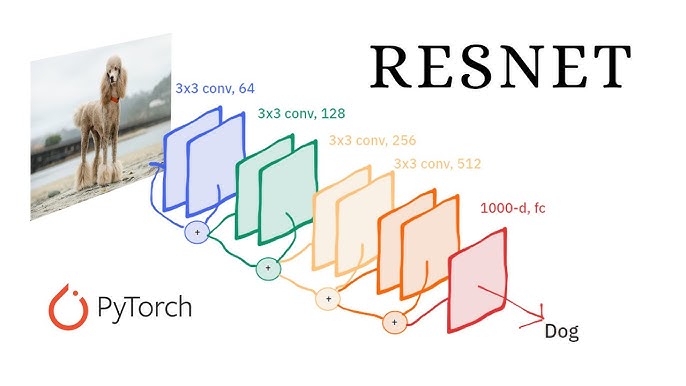 RESNET
3x3 conv, 64
3x3 conv, 128
3x3 conv, 256
3x3 conv, 512
1000-d, fc
+
+
+
+
PyTorch
Dog